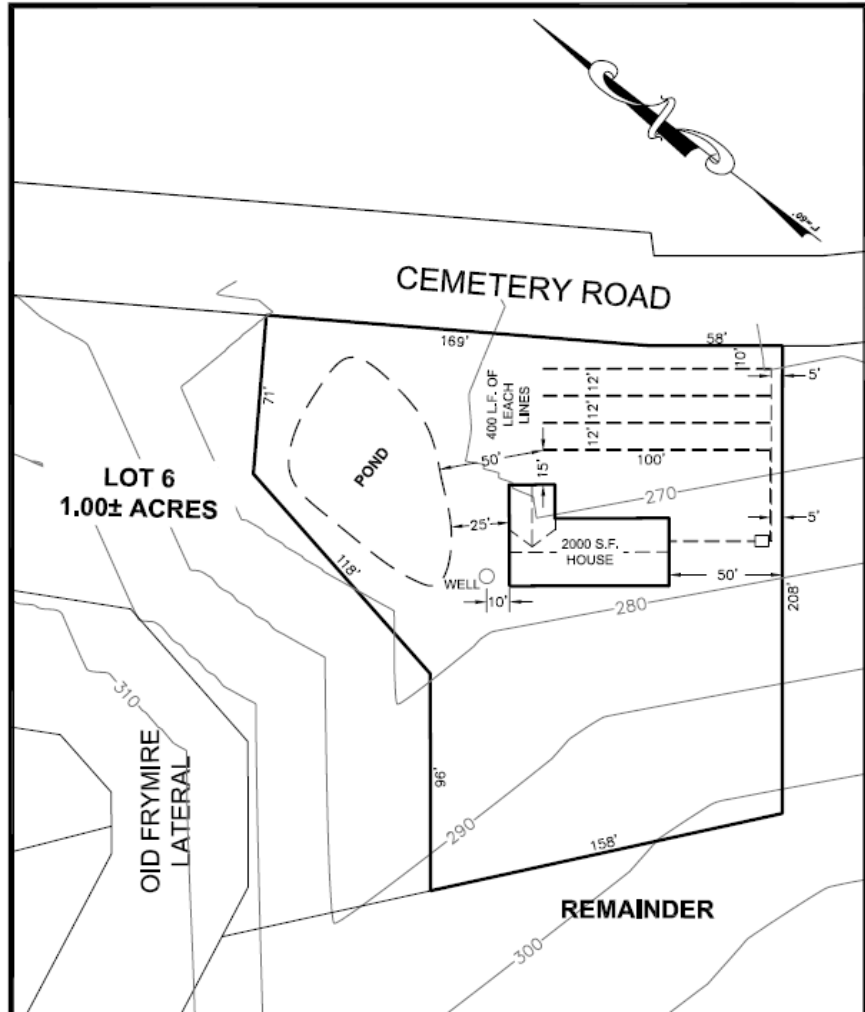 1"=60'
CEMETERY ROAD
169'
58'
10'
5'
71'
400 L.F. OF
LEACH
LINES
12'
12'
12'
50'
100'
15'
POND
LOT 6
1.00± ACRES
270
25'
5'
2000 S.F.
HOUSE
118'
WELL
10'
50'
280
208'
310
OID FRYMIRE
LATERAL
96'
290
158'
REMAINDER
300